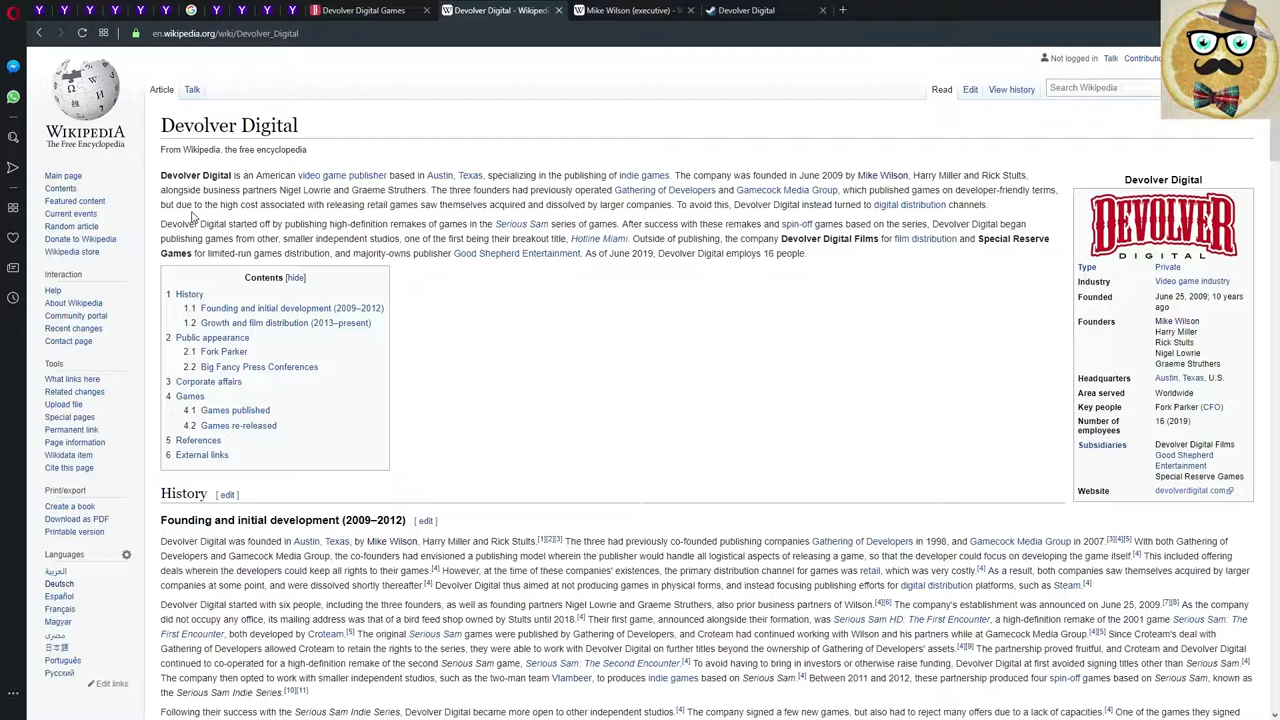 Devolver Digital Games
Devolver Digital - Wikipedi
Mike Wilson (executive) - W
Devolver Digital
en.wikipedia.org/wiki/Devolver_Digital
Not logged in Talk Contributio
WIKIPEDIA
The Free Encyclopedia
Article Talk
Read Edit View history
Search Wikipedia
Main page
Contents
Featured content
Current events
Random article
Donate to Wikipedia
Wikipedia store
Interaction
Help
About Wikipedia
Community portal
Recent changes
Contact page
Tools
What links here
Related changes
Upload file
Special pages
Permanent link
Page information
Wikidata item
Cite this page
Print/export
Create a book
Download as PDF
Printable version
Languages
العربية
Deutsch
Español
Français
Magyar
مصرى
日本語
Português
Русский
Edit links
Devolver Digital
From Wikipedia, the free encyclopedia
Devolver Digital is an American video game publisher based in Austin, Texas, specializing in the publishing of indie games. The company was founded in June 2009 by Mike Wilson, Harry Miller and Rick Stults,
alongside business partners Nigel Lowrie and Graeme Struthers. The three founders had previously operated Gathering of Developers and Gamecock Media Group, which published games on developer-friendly terms,
but due to the high cost associated with releasing retail games saw themselves acquired and dissolved by larger companies. To avoid this, Devolver Digital instead turned to digital distribution channels.
Devolver Digital started off by publishing high-definition remakes of games in the Serious Sam series of games. After success with these remakes and spin-off games based on the series, Devolver Digital began
publishing games from other, smaller independent studios, one of the first being their breakout title, Hotline Miami. Outside of publishing, the company Devolver Digital Films for film distribution and Special Reserve
Games for limited-run games distribution, and majority-owns publisher Good Shepherd Entertainment. As of June 2019, Devolver Digital employs 16 people.
Contents [hide]
1 History
1.1 Founding and initial development (2009–2012)
1.2 Growth and film distribution (2013–present)
2 Public appearance
2.1 Fork Parker
2.2 Big Fancy Press Conferences
3 Corporate affairs
4 Games
4.1 Games published
4.2 Games re-released
5 References
6 External links
Devolver Digital
DEVOLVER
DIGITAL
Type Private
Industry Video game industry
Founded June 25, 2009; 10 years
ago
Founders Mike Wilson
Harry Miller
Rick Stults
Nigel Lowrie
Graeme Struthers
Headquarters Austin, Texas, U.S.
Area served Worldwide
Key people Fork Parker (CFO)
Number of 16 (2019)
employees
Subsidiaries Devolver Digital Films
Good Shepherd
Entertainment
Special Reserve Games
Website devolverdigital.com
History [ edit ]
Founding and initial development (2009–2012) [ edit ]
Devolver Digital was founded in Austin, Texas, by Mike Wilson, Harry Miller and Rick Stults.[1][2][3] The three had previously co-founded publishing companies Gathering of Developers in 1998, and Gamecock Media Group in 2007.[3][4][5] With both Gathering of
Developers and Gamecock Media Group, the co-founders had envisioned a publishing model wherein the publisher would handle all logistical aspects of releasing a game, so that the developer could focus on developing the game itself.[4] This included offering
deals wherein the developers could keep all rights to their games.[4] However, at the time of these companies' existences, the primary distribution channel for games was retail, which was very costly.[4] As a result, both companies saw themselves acquired by larger
companies at some point, and were dissolved shortly thereafter.[4] Devolver Digital thus aimed at not producing games in physical forms, and instead focusing publishing efforts for digital distribution platforms, such as Steam.[4]
Devolver Digital started with six people, including the three founders, as well as founding partners Nigel Lowrie and Graeme Struthers, also prior business partners of Wilson.[4][6] The company's establishment was announced on June 25, 2009.[7][8] As the company
did not occupy any office, its mailing address was that of a bird feed shop owned by Stults until 2018.[4] Their first game, announced alongside their formation, was Serious Sam HD: The First Encounter, a high-definition remake of the 2001 game Serious Sam: The
First Encounter, both developed by Croteam.[5] The original Serious Sam games were published by Gathering of Developers, and Croteam had continued working with Wilson and his partners while at Gamecock Media Group.[4][5] Since Croteam's deal with
Gathering of Developers allowed Croteam to retain the rights to the series, they were able to work with Devolver Digital on further titles beyond the ownership of Gathering of Developers' assets.[4][9] The partnership proved fruitful, and Croteam and Devolver Digital
continued to co-operated for a high-definition remake of the second Serious Sam game, Serious Sam: The Second Encounter.[4] To avoid having to bring in investors or otherwise raise funding, Devolver Digital at first avoided signing titles other than Serious Sam.[4]
The company then opted to work with smaller independent studios, such as the two-man team Vlambeer, to produces indie games based on Serious Sam.[4] Between 2011 and 2012, these partnership produced four spin-off games based on Serious Sam, known as
the Serious Sam Indie Series.[10][11]
Following their success with the Serious Sam Indie Series, Devolver Digital became more open to other independent studios.[4] The company signed a few new games, but also had to reject many offers due to a lack of capacities.[4] One of the games they signed